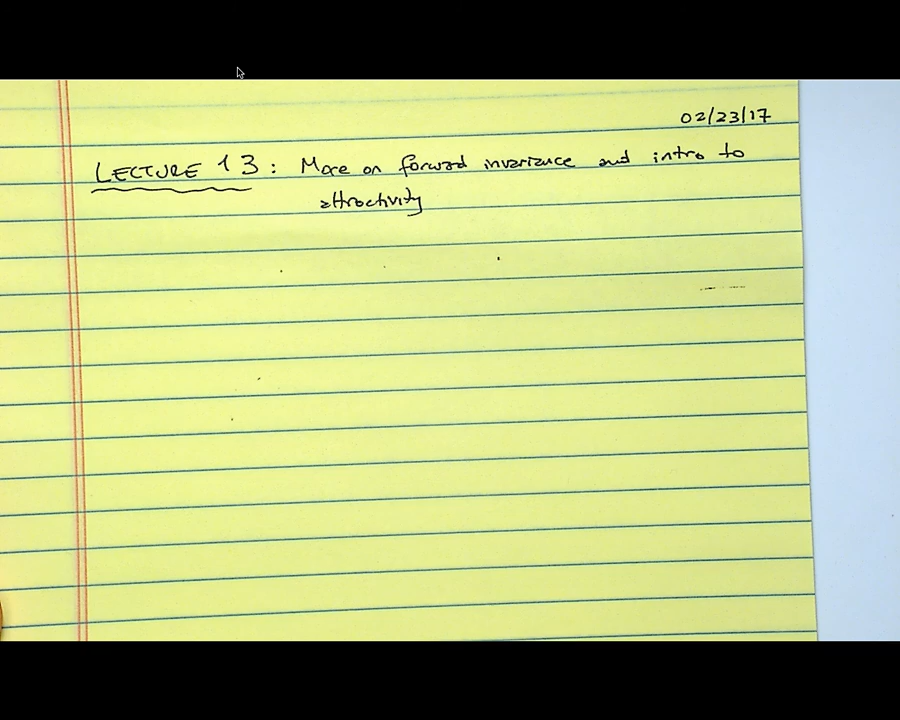 02/23/17
LECTURE 13: More on forward invariance and intro to
attractivity